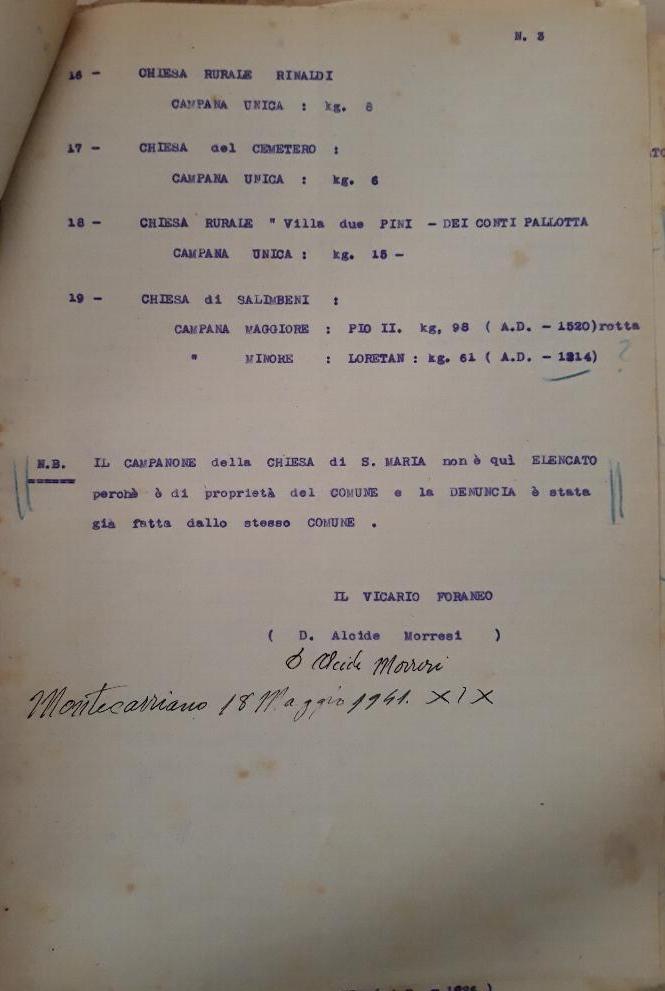 N. 3
16 - CHIESA RURALE RINALDI
CAMPANA UNICA : kg. 8
17 - CHIESA del CEMETERO :
CAMPANA UNICA : kg. 6
18 - CHIESA RURALE " Villa due PINI - DEI CONTI PALLOTTA
CAMPANA UNICA : kg. 15 -
19 - CHIESA di SALIMBENI :
CAMPANA MAGGIORE : PIO II. kg, 98 ( A.D. - 1520)rotta
" MINORE : LORETAN : kg. 61 ( A.D. - 1214) ?
N.B. IL CAMPANONE della CHIESA di S. MARIA non è quì ELENCATO
perchè è di proprietà del COMUNE e la DENUNCIA è stata
già fatta dallo stesso COMUNE .
IL VICARIO FORANEO
( D. Alcide Morresi )
D Alcide Morresi
Montecassiano 18 Maggio 1941. XIX